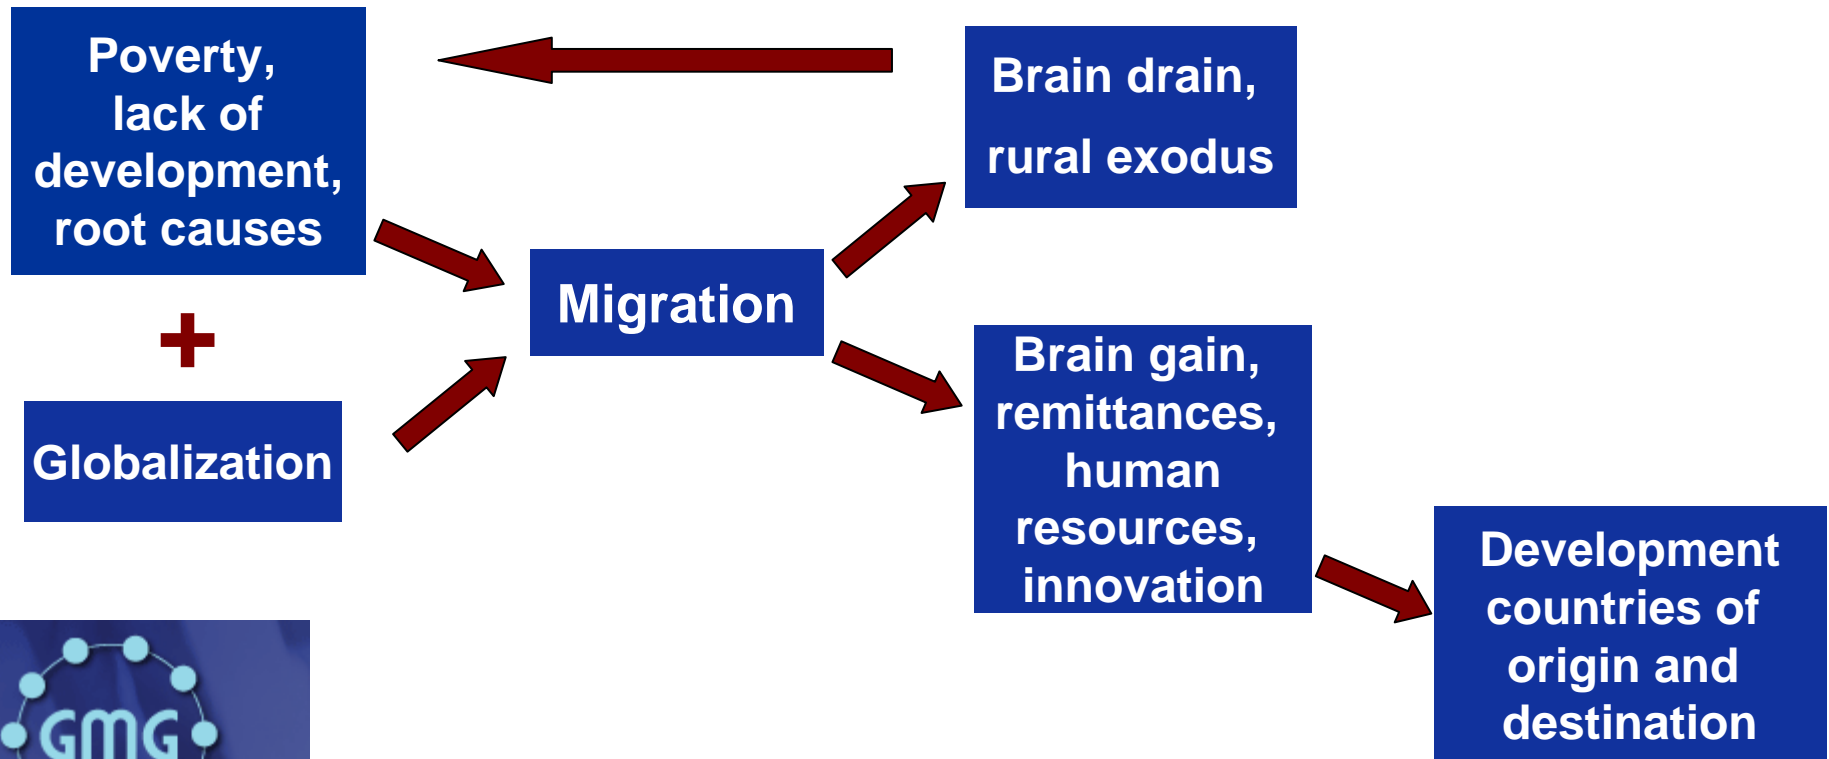 Poverty,
lack of
development,
root causes
+
Globalization
Migration
Brain drain,
rural exodus
Brain gain,
remittances,
human
resources,
innovation
Development
countries of
origin and
destination
GMG